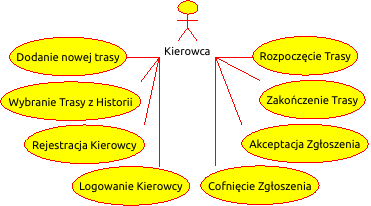 Kierowca
Dodanie nowej trasy
Rozpoczęcie Trasy
Wybranie Trasy z Historii
Zakończenie Trasy
Rejestracja Kierowcy
Akceptacja Zgłoszenia
Logowanie Kierowcy
Cofnięcie Zgłoszenia